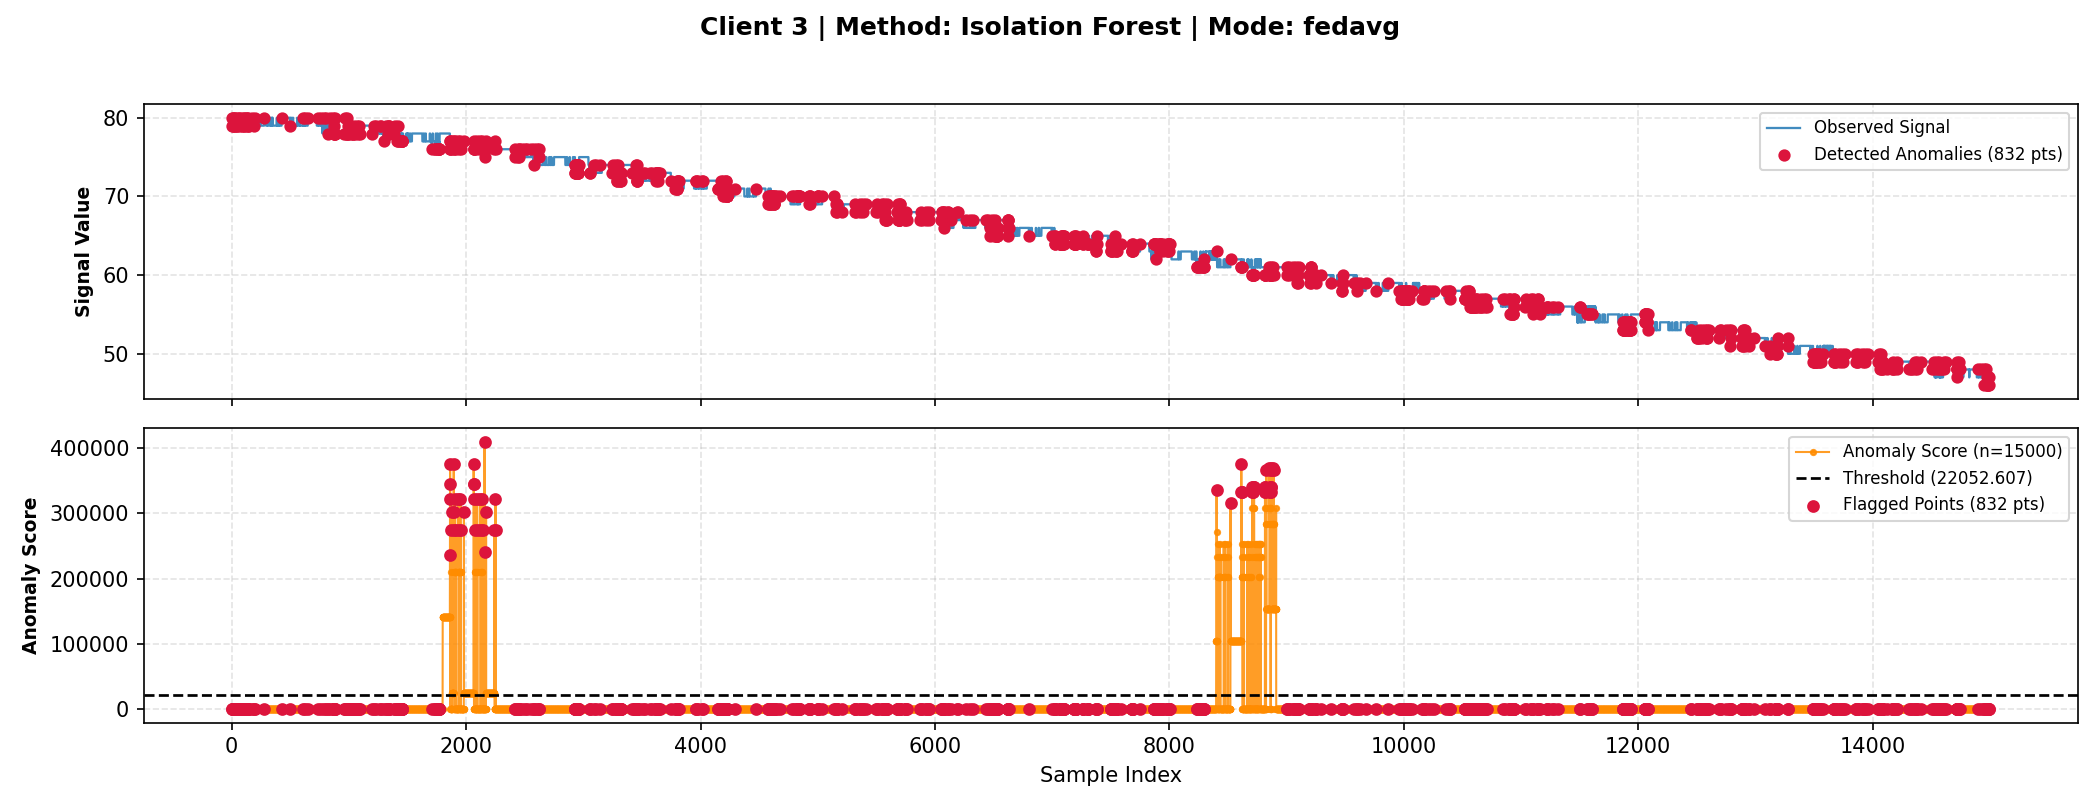 Client 3 | Method: Isolation Forest | Mode: fedavg
Signal Value
80
70
60
50
Observed Signal
Detected Anomalies (832 pts)
Anomaly Score
400000
300000
200000
100000
0
Anomaly Score (n=15000)
Threshold (22052.607)
Flagged Points (832 pts)
0 2000 4000 6000 8000 10000 12000 14000
Sample Index